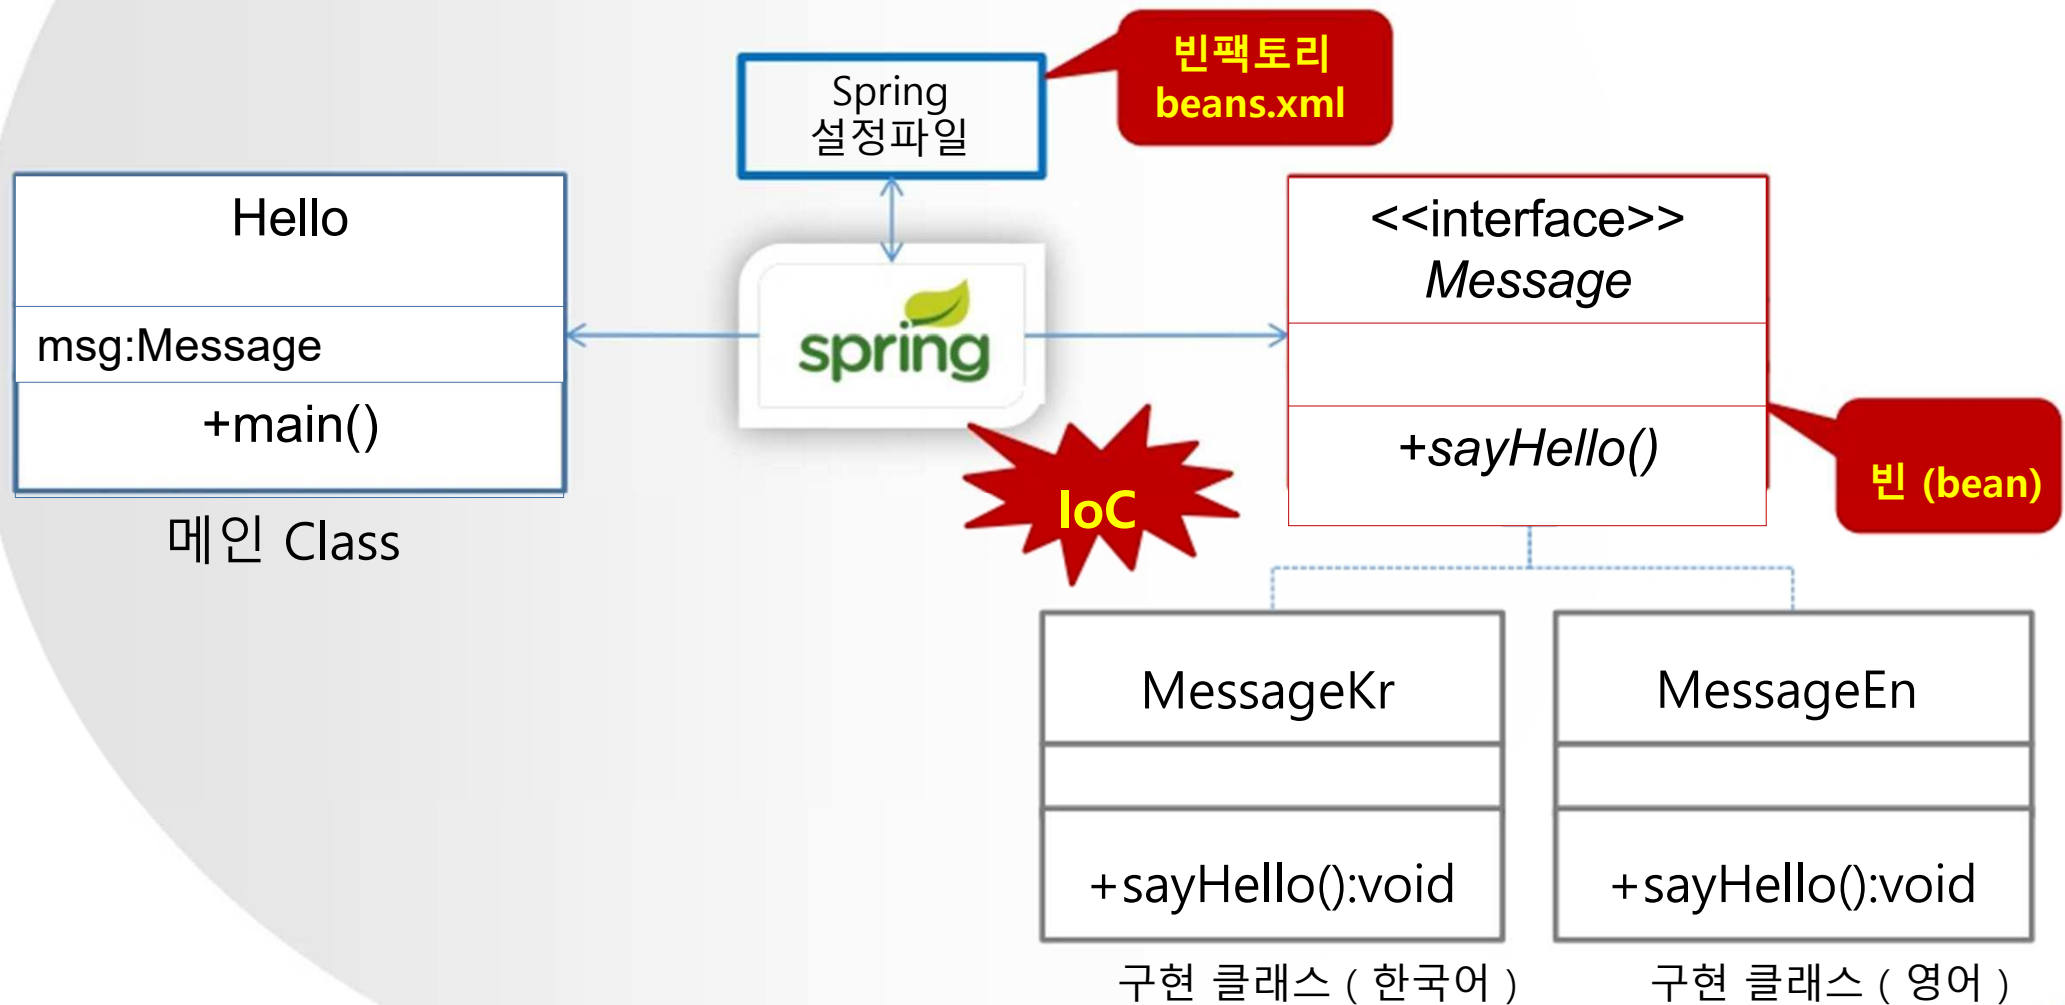 빈팩토리
beans.xml
Spring
설정파일
Hello
msg:Message
+main()
메인 Class
spring
IoC
<<interface>>
Message
+sayHello()
빈 (bean)
MessageKr
+sayHello():void
구현 클래스 ( 한국어 )
MessageEn
+sayHello():void
구현 클래스 ( 영어 )